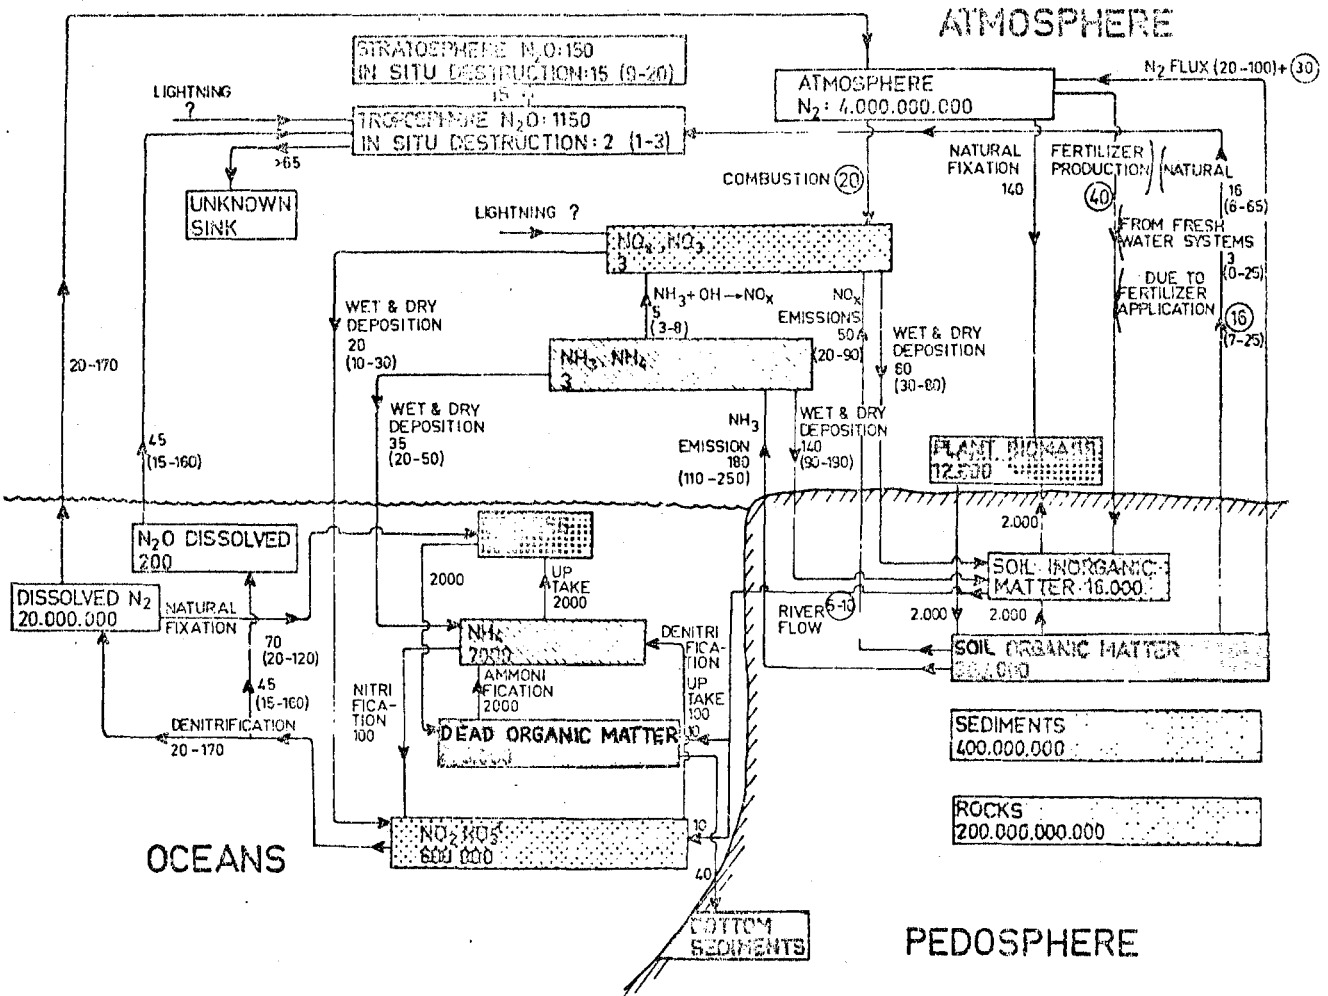 ATMOSPHERE
STRATOSPHERE N2O:150
IN SITU DESTRUCTION:15 (9-20)
15
LIGHTNING
?
TROPOSPHERE N2O:1150
IN SITU DESTRUCTION:2 (1-3)
>65
UNKNOWN
SINK
ATMOSPHERE
N2: 4.000.000.000
N2 FLUX (20-100)+(30)
COMBUSTION 20
NATURAL
FIXATION
140
FERTILIZER
PRODUCTION
40
NATURAL
16
(6-65)
FROM FRESH
WATER SYSTEMS
3
(0-25)
DUE TO
FERTILIZER
APPLICATION
16
(7-25)
LIGHTNING ?
3
WET & DRY
DEPOSITION
20
(10-30)
NH3+OH→NOX
5
(3-8)
NOX
EMISSIONS
50
(20-90)
WET & DRY
DEPOSITION
60
(30-80)
NH3, NH4
3
20-170
45
(15-160)
WET & DRY
DEPOSITION
35
(20-50)
NH3
EMISSION
180
(110-250)
WET & DRY
DEPOSITION
140
(90-190)
PLANT BIOMASS
N2O DISSOLVED
200
DISSOLVED N2
20.000.000
NATURAL
FIXATION
70
(20-120)
45
(15-160)
DENITRIFICATION
20-170
2000
UP
TAKE
2000
NH4
7000
AMMONI
FICATION
2000
NITRI
FICA-
TION
100
DENITRI
FICA-
TION
UP
TAKE
100
10
DEAD ORGANIC MATTER
10
40
BOTTOM
SEDIMENTS
RIVER
FLOW
5-10
2.000
SOIL INORGANIC
MATTER 16.000
2.000
2.000
SOIL ORGANIC MATTER
SEDIMENTS
400.000.000
ROCKS
200.000.000.000
OCEANS
PEDOSPHERE